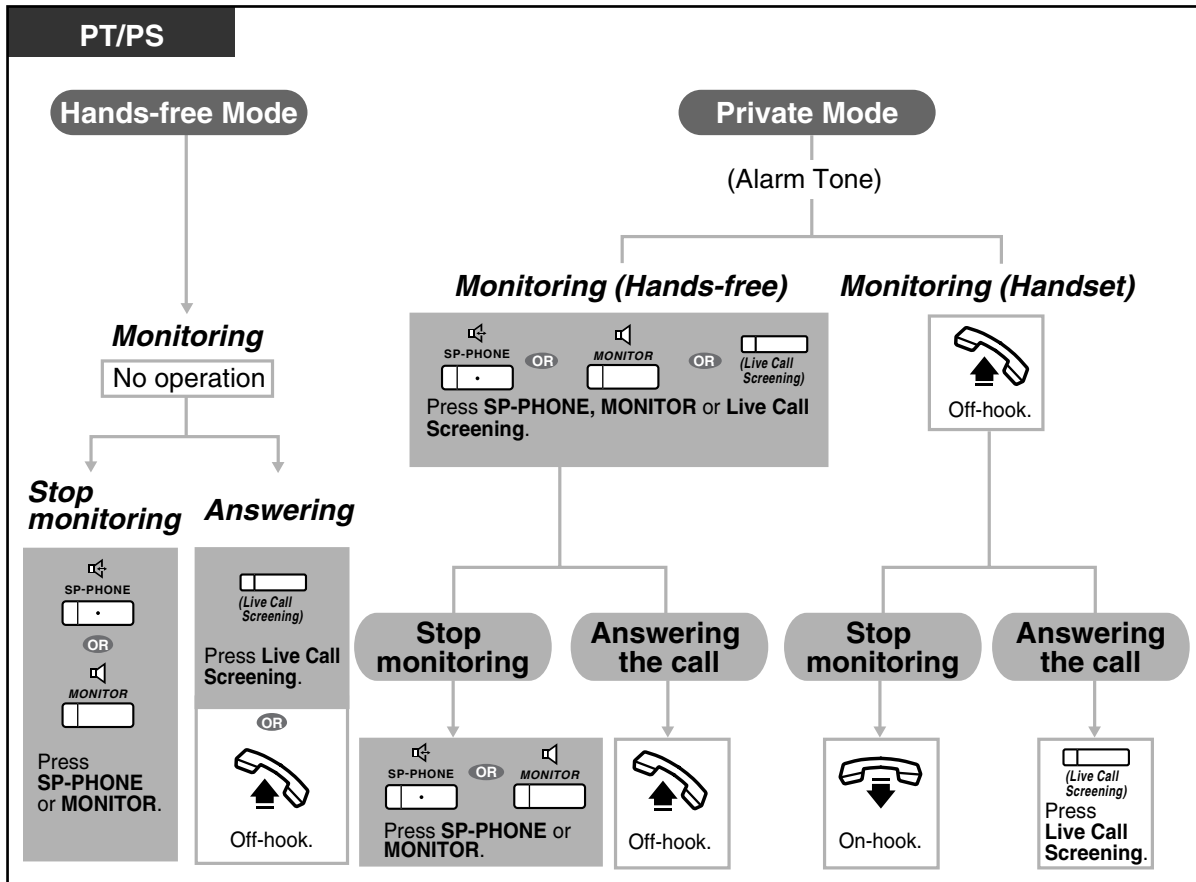 PT/PS
Hands-free Mode
Monitoring
No operation
Stop
monitoring
SP-PHONE
OR
MONITOR
Press
SP-PHONE
or MONITOR.
Answering
(Live Call
Screening)
Press Live Call
Screening.
OR
Off-hook.
Private Mode
(Alarm Tone)
Monitoring (Hands-free)
SP-PHONE
OR
MONITOR
OR
(Live Call
Screening)
Press SP-PHONE, MONITOR or Live Call
Screening.
Stop
monitoring
SP-PHONE
OR
MONITOR
Press SP-PHONE or
MONITOR.
Answering
the call
Off-hook.
Monitoring (Handset)
Off-hook.
Stop
monitoring
On-hook.
Answering
the call
(Live Call
Screening)
Press
Live Call
Screening.